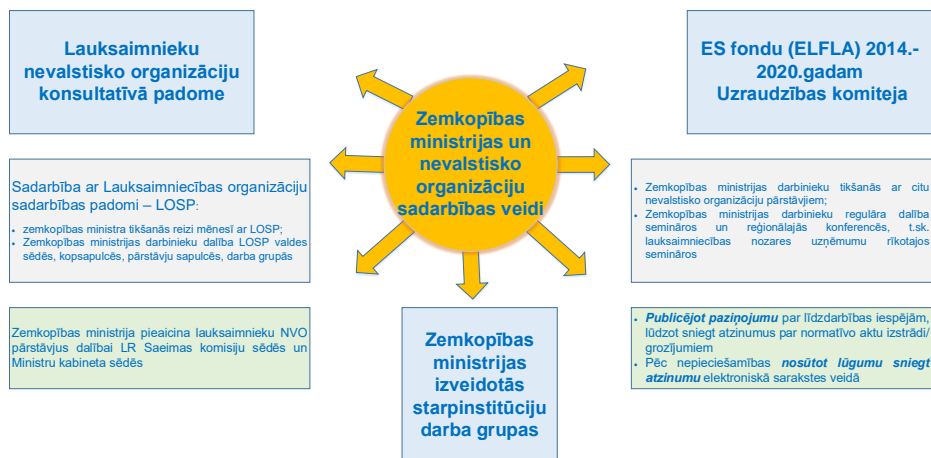 Lauksaimnieku
nevalstisko organizāciju
konsultatīvā padome
ES fondu (ELFLA) 2014.-
2020.gadam
Uzraudzības komiteja
Zemkopības
ministrijas un
nevalstisko
organizāciju
sadarbības veidi
Sadarbība ar Lauksaimniecības organizāciju
sadarbības padomi – LOSP:
• zemkopības ministra tikšanās reizi mēnesī ar LOSP;
• Zemkopības ministrijas darbinieku dalība LOSP valdes
sēdēs, kopsapulcēs, pārstāvju sapulcēs, darba grupās
• Zemkopības ministrijas darbinieku tikšanās ar citu
nevalstisko organizāciju pārstāvjiem;
• Zemkopības ministrijas darbinieku regulāra dalība
semināros un reģionālajās konferencēs, t.sk.
lauksaimniecības nozares uzņēmumu rīkotajos
semināros
Zemkopības ministrija pieaicina lauksaimnieku NVO
pārstāvjus dalībai LR Saeimas komisiju sēdēs un
Ministru kabineta sēdēs
Zemkopības
ministrijas
izveidotās
starpinstitūciju
darba grupas
• Publicējot paziņojumu par līdzdarbības iespējām,
lūdzot sniegt atzinumus par normatīvo aktu izstrādi/
grozījumiem
• Pēc nepieciešamības nosūtot lūgumu sniegt
atzinumu elektroniskā sarakstes veidā